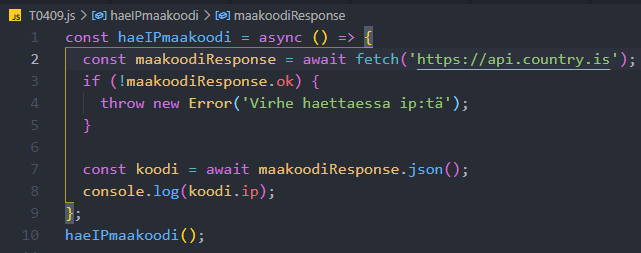 JS T0409.js > haeIPmaakoodi > maakoodiResponse
1 const haeIPmaakoodi = async () => {
2 const maakoodiResponse = await fetch('https://api.country.is');
3 if (!maakoodiResponse.ok) {
4 throw new Error('Virhe haettaessa ip:tä');
5 }
6
7 const koodi = await maakoodiResponse.json();
8 console.log(koodi.ip);
9 };
10 haeIPmaakoodi();